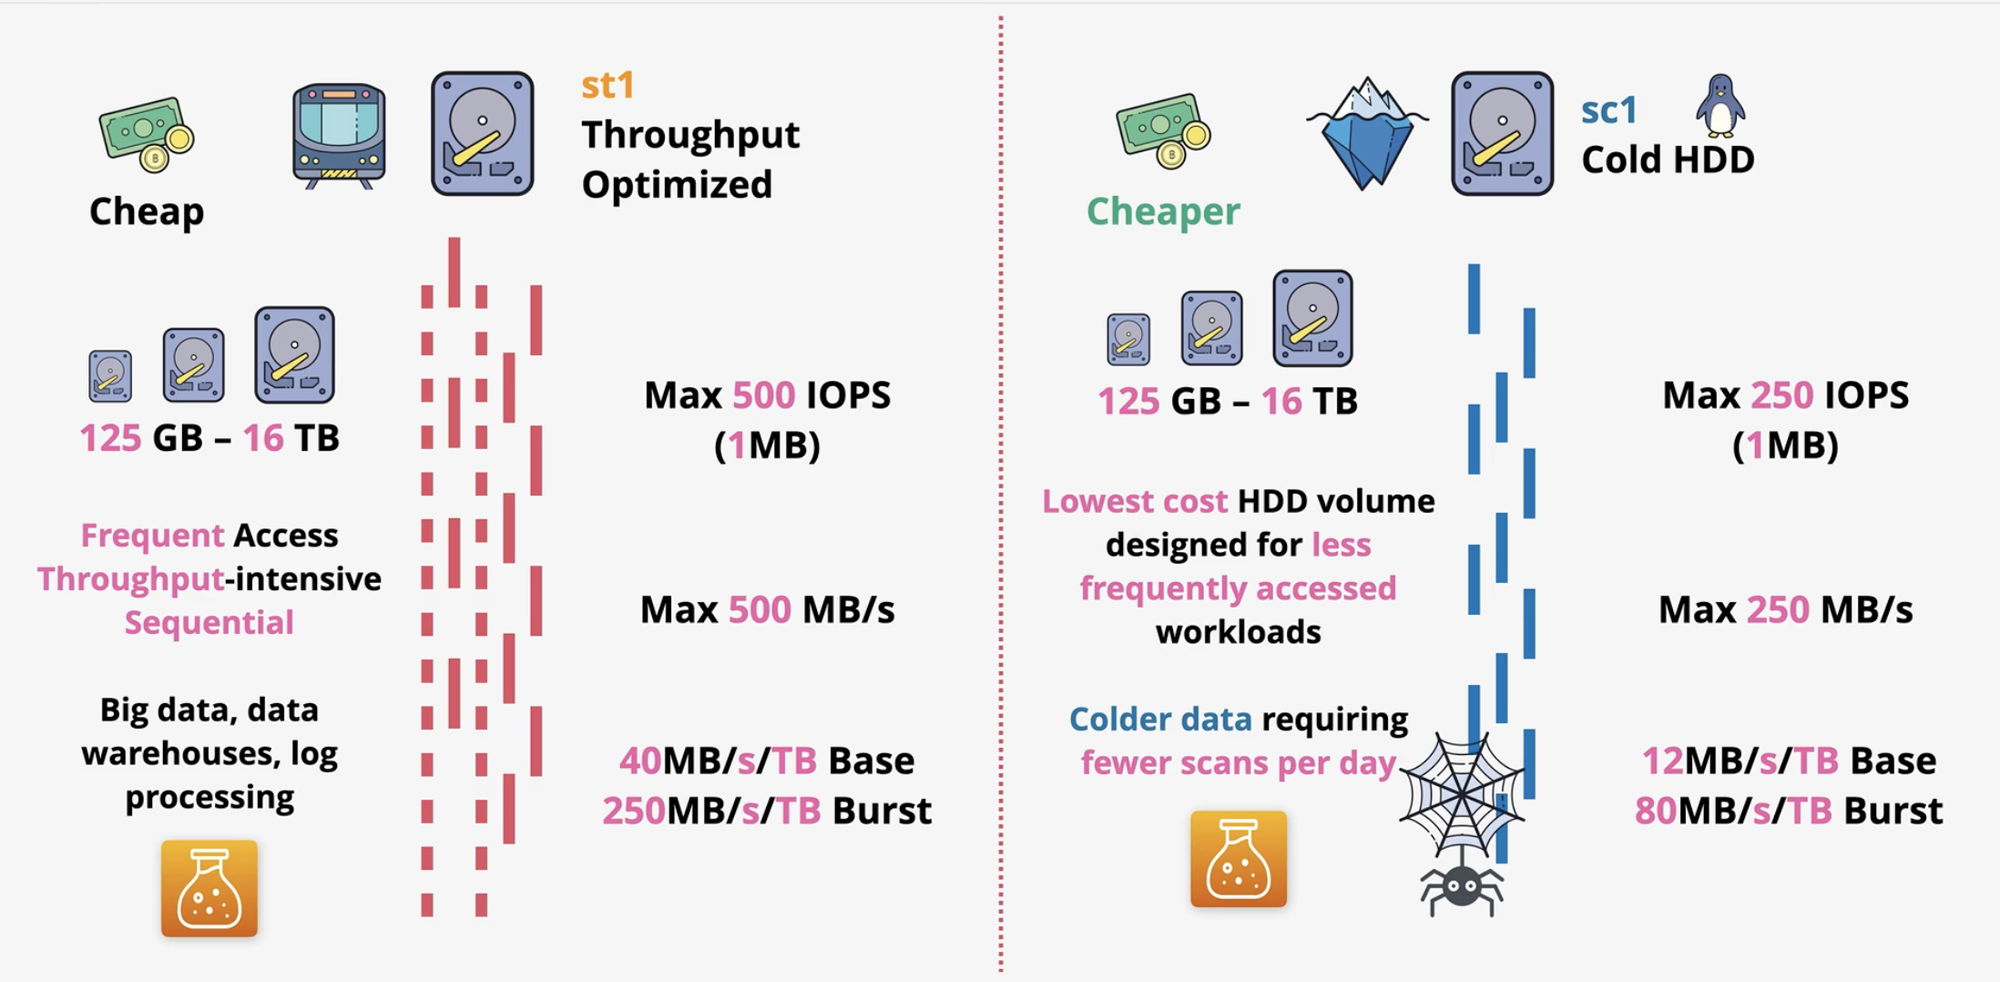 st1
Throughput
Optimized
Cheap
125 GB – 16 TB
Max 500 IOPS
(1MB)
Frequent Access
Throughput-intensive
Sequential
Max 500 MB/s
Big data, data
warehouses, log
processing
40MB/s/TB Base
250MB/s/TB Burst
sc1
Cold HDD
Cheaper
125 GB – 16 TB
Max 250 IOPS
(1MB)
Lowest cost HDD volume
designed for less
frequently accessed
workloads
Max 250 MB/s
Colder data requiring
fewer scans per day
12MB/s/TB Base
80MB/s/TB Burst